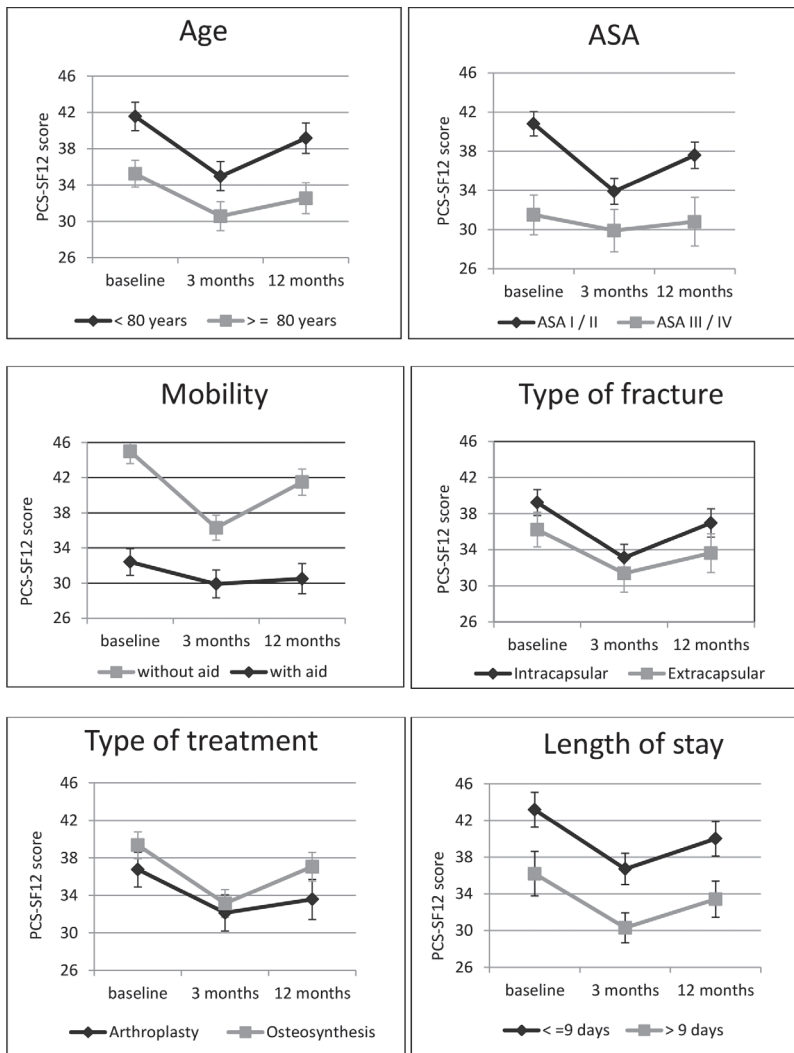 Age
PCS-SF12 score
46
42
38
34
30
26
baseline 3 months 12 months
< 80 years > = 80 years
ASA
PCS-SF12 score
46
42
38
34
30
26
baseline 3 months 12 months
ASA I / II ASA III / IV
Mobility
PCS-SF12 score
46
42
38
34
30
26
baseline 3 months 12 months
without aid with aid
Type of fracture
PCS-SF12 score
46
42
38
34
30
26
baseline 3 months 12 months
Intracapsular Extracapsular
Type of treatment
PCS-SF12 score
46
42
38
34
30
26
baseline 3 months 12 months
Arthroplasty Osteosynthesis
Length of stay
PCS-SF12 score
46
42
38
34
30
26
baseline 3 months 12 months
< =9 days > 9 days